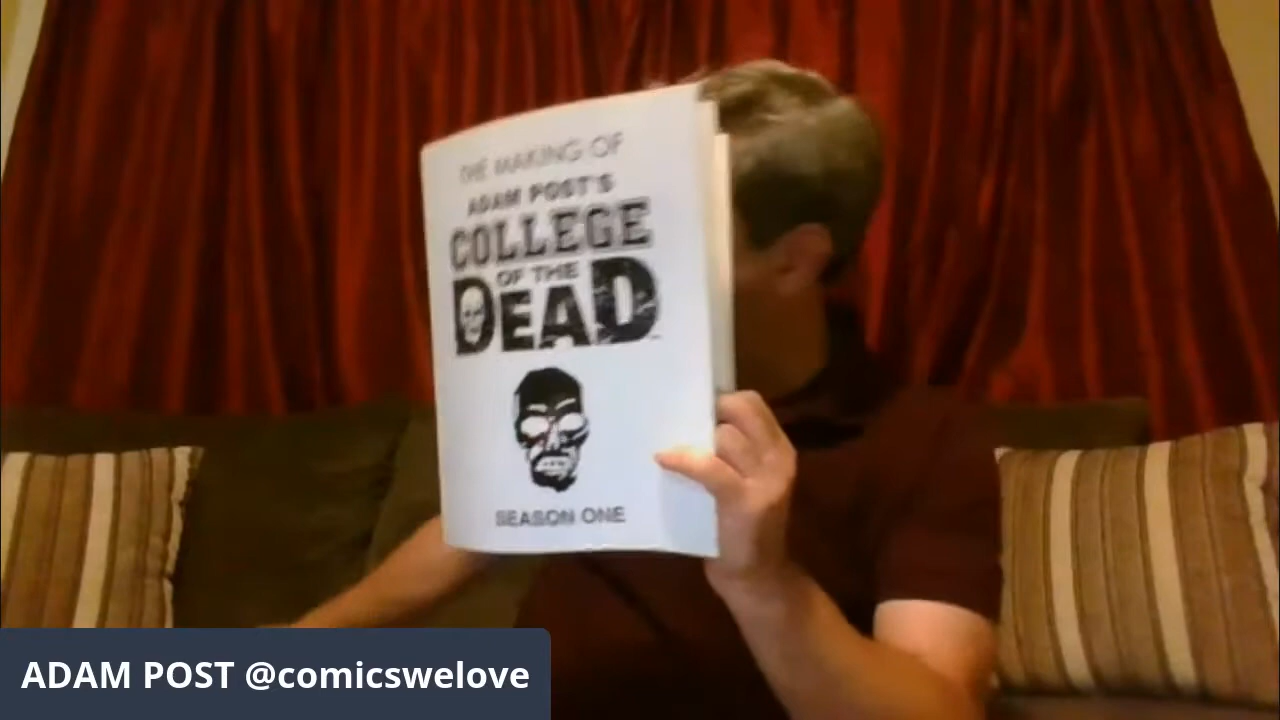 THE MAKING OF
ADAM POST'S
COLLEGE
OF THE
DEAD
SEASON ONE
ADAM POST @comicswelove